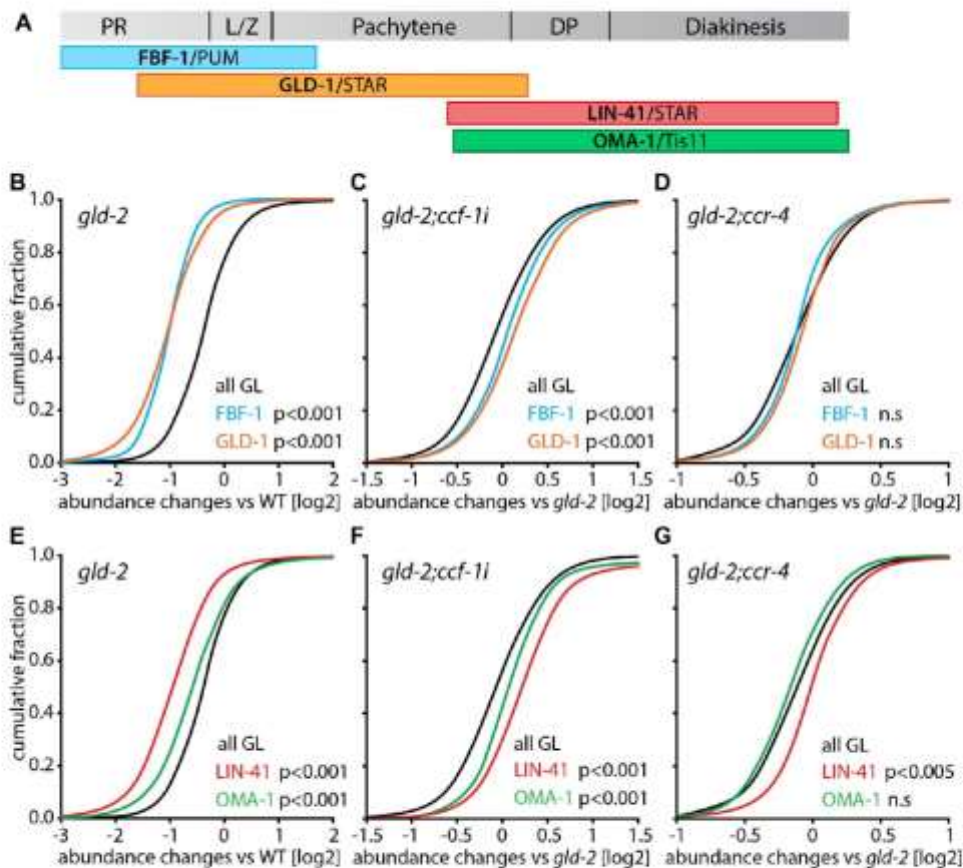 A
PR L/Z Pachytene DP Diakinesis
FBF-1/PUM
GLD-1/STAR
LIN-41/STAR
OMA-1/Tis11
B C D
gld-2 gld-2;ccf-1i gld-2;ccr-4
cumulative fraction
1.0
0.8
0.6
0.4
0.2
0.0
all GL all GL all GL
FBF-1 p<0.001 FBF-1 p<0.001 FBF-1 n.s
GLD-1 p<0.001 GLD-1 p<0.001 GLD-1 n.s
-3 -2 -1 0 1 2 -1.5 -1 -0.5 0 0.5 1 1.5 -1 -0.5 0 0.5 1
abundance changes vs WT [log2] abundance changes vs gld-2 [log2] abundance changes vs gld-2 [log2]
E F G
gld-2 gld-2;ccf-1i gld-2;ccr-4
cumulative fraction
1.0
0.8
0.6
0.4
0.2
0.0
all GL all GL all GL
LIN-41 p<0.001 LIN-41 p<0.001 LIN-41 p<0.005
OMA-1 p<0.001 OMA-1 p<0.001 OMA-1 n.s
-3 -2 -1 0 1 2 -1.5 -1 -0.5 0 0.5 1 1.5 -1 -0.5 0 0.5 1
abundance changes vs WT [log2] abundance changes vs gld-2 [log2] abundance changes vs gld-2 [log2]